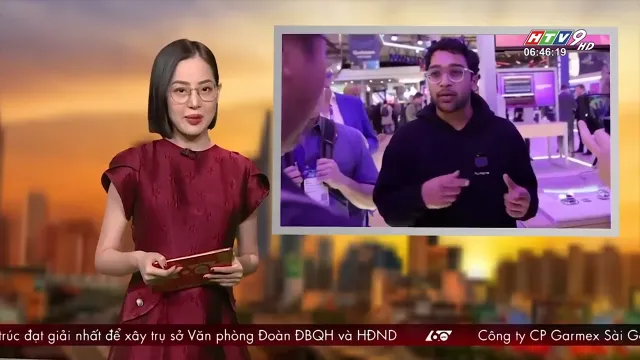 HTV9 HD
06:46:19
trúc đạt giải nhất để xây trụ sở Văn phòng Đoàn ĐBQH và HĐND
Công ty CP Garmex Sài G